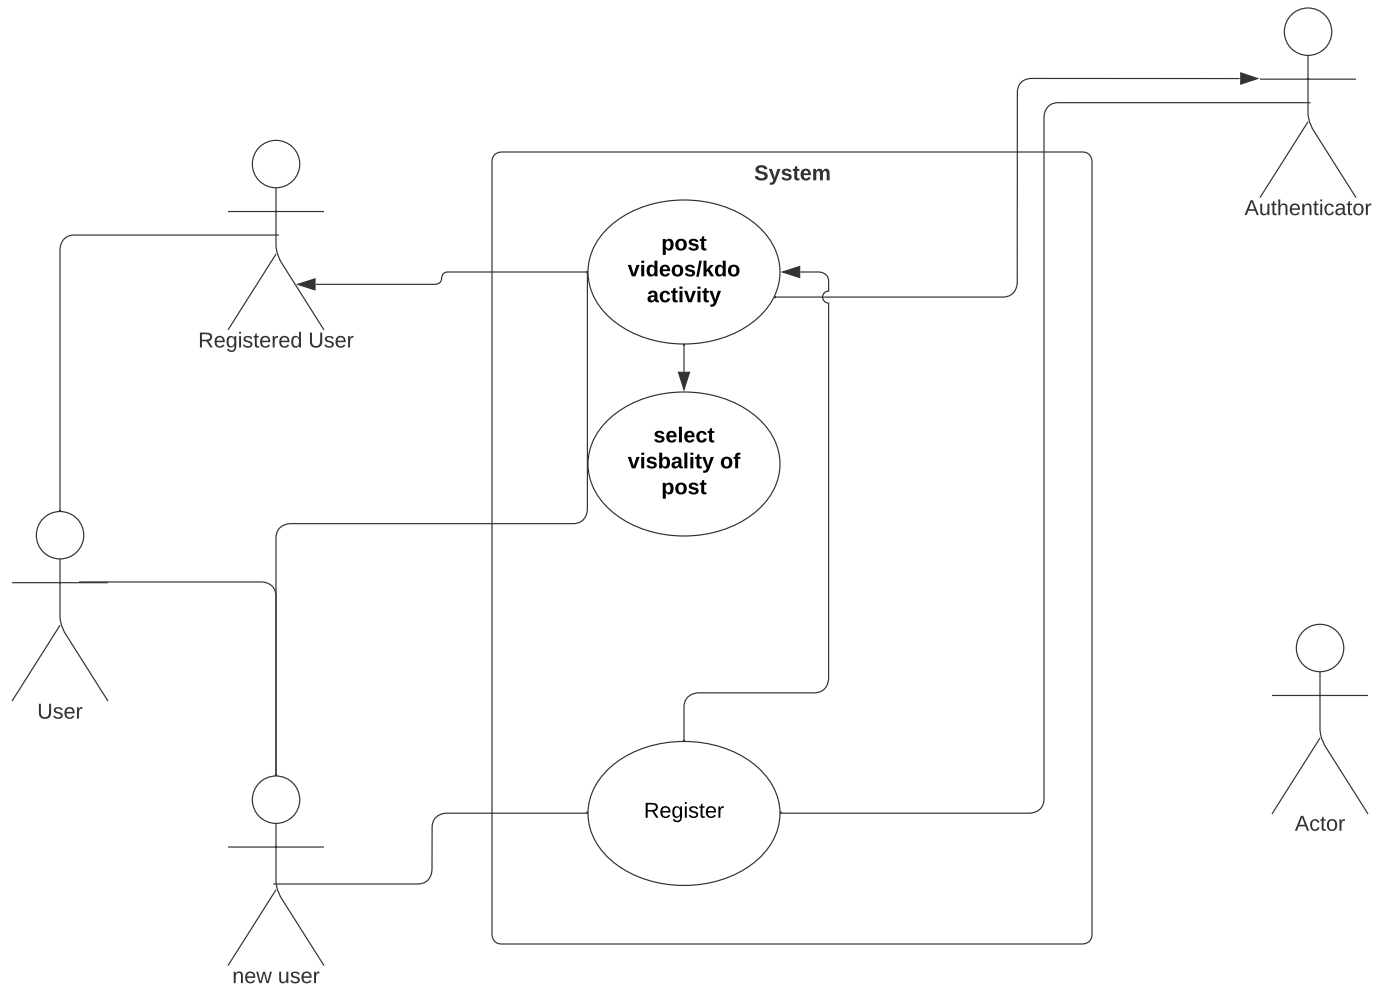 Authenticator
System
Registered User
post
videos/kdo
activity
select
visbality of
post
User
Register
Actor
new user